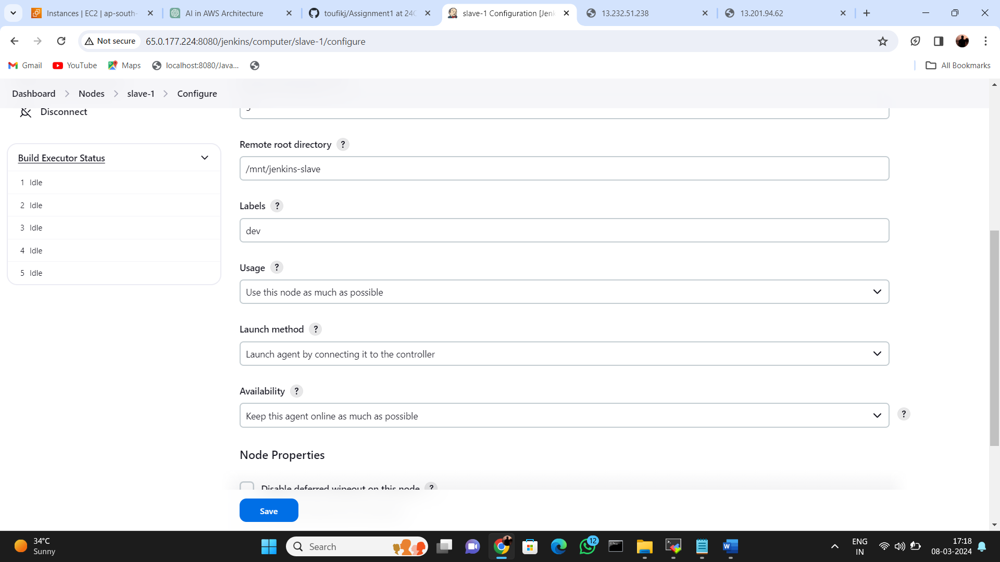 Instances | EC2 | ap-south-
AI in AWS Architecture
toufikj/Assignment1 at 24
slave-1 Configuration [Jen
13.232.51.238
13.201.94.62
Not secure
65.0.177.224:8080/jenkins/computer/slave-1/configure
Gmail
YouTube
Maps
localhost:8080/Java...
All Bookmarks
Dashboard
Nodes
slave-1
Configure
Disconnect
Build Executor Status
1 Idle
2 Idle
3 Idle
4 Idle
5 Idle
Remote root directory ?
/mnt/jenkins-slave
Labels ?
dev
Usage ?
Use this node as much as possible
Launch method ?
Launch agent by connecting it to the controller
Availability ?
Keep this agent online as much as possible
?
Node Properties
Disable deferred wipeout on this node ?
Save
34°C
Sunny
Search
12
ENG
IN
17:18
08-03-2024